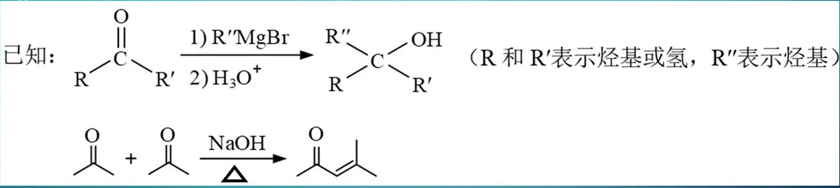 O
已知: R C R′ 1) R″MgBr 2) H₃O⁺ R″ OH C R R′ (R 和 R′表示烃基或氢, R″表示烃基)
O + O NaOH △ O